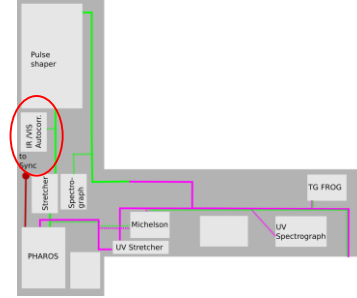 Pulse
shaper
IR /VIS
Autocorr.
to
Sync
Stretcher
Spectro-
graph
TG FROG
Michelson
UV
Spectrograph
UV Stretcher
PHAROS